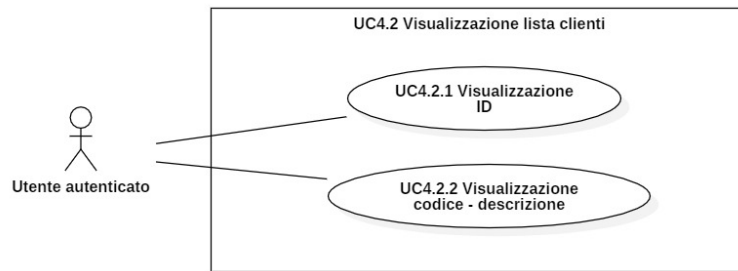 UC4.2 Visualizzazione lista clienti
UC4.2.1 Visualizzazione
ID
Utente autenticato
UC4.2.2 Visualizzazione
codice - descrizione